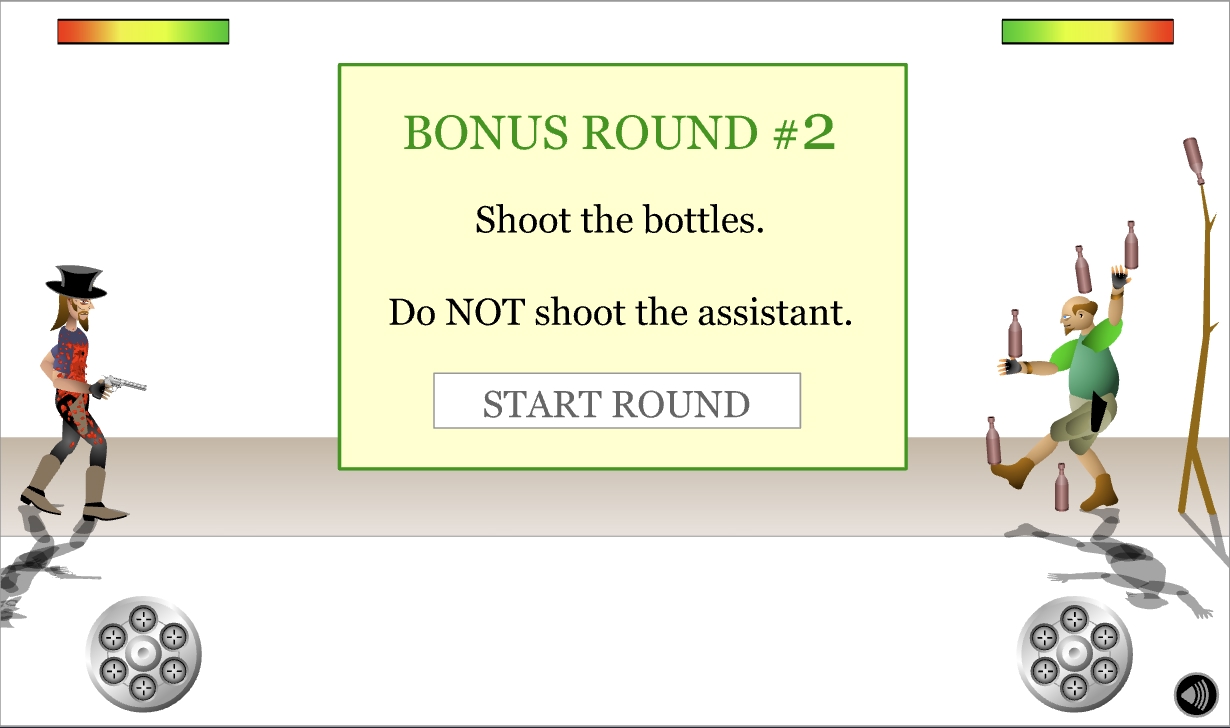 BONUS ROUND #2
Shoot the bottles.
Do NOT shoot the assistant.
START ROUND